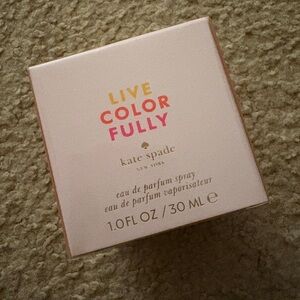 LIVE
COLOR
FULLY
kate spade
NEW YORK
eau de parfum spray
eau de parfum vaporisateur
1.0 FL OZ / 30 ML ℮